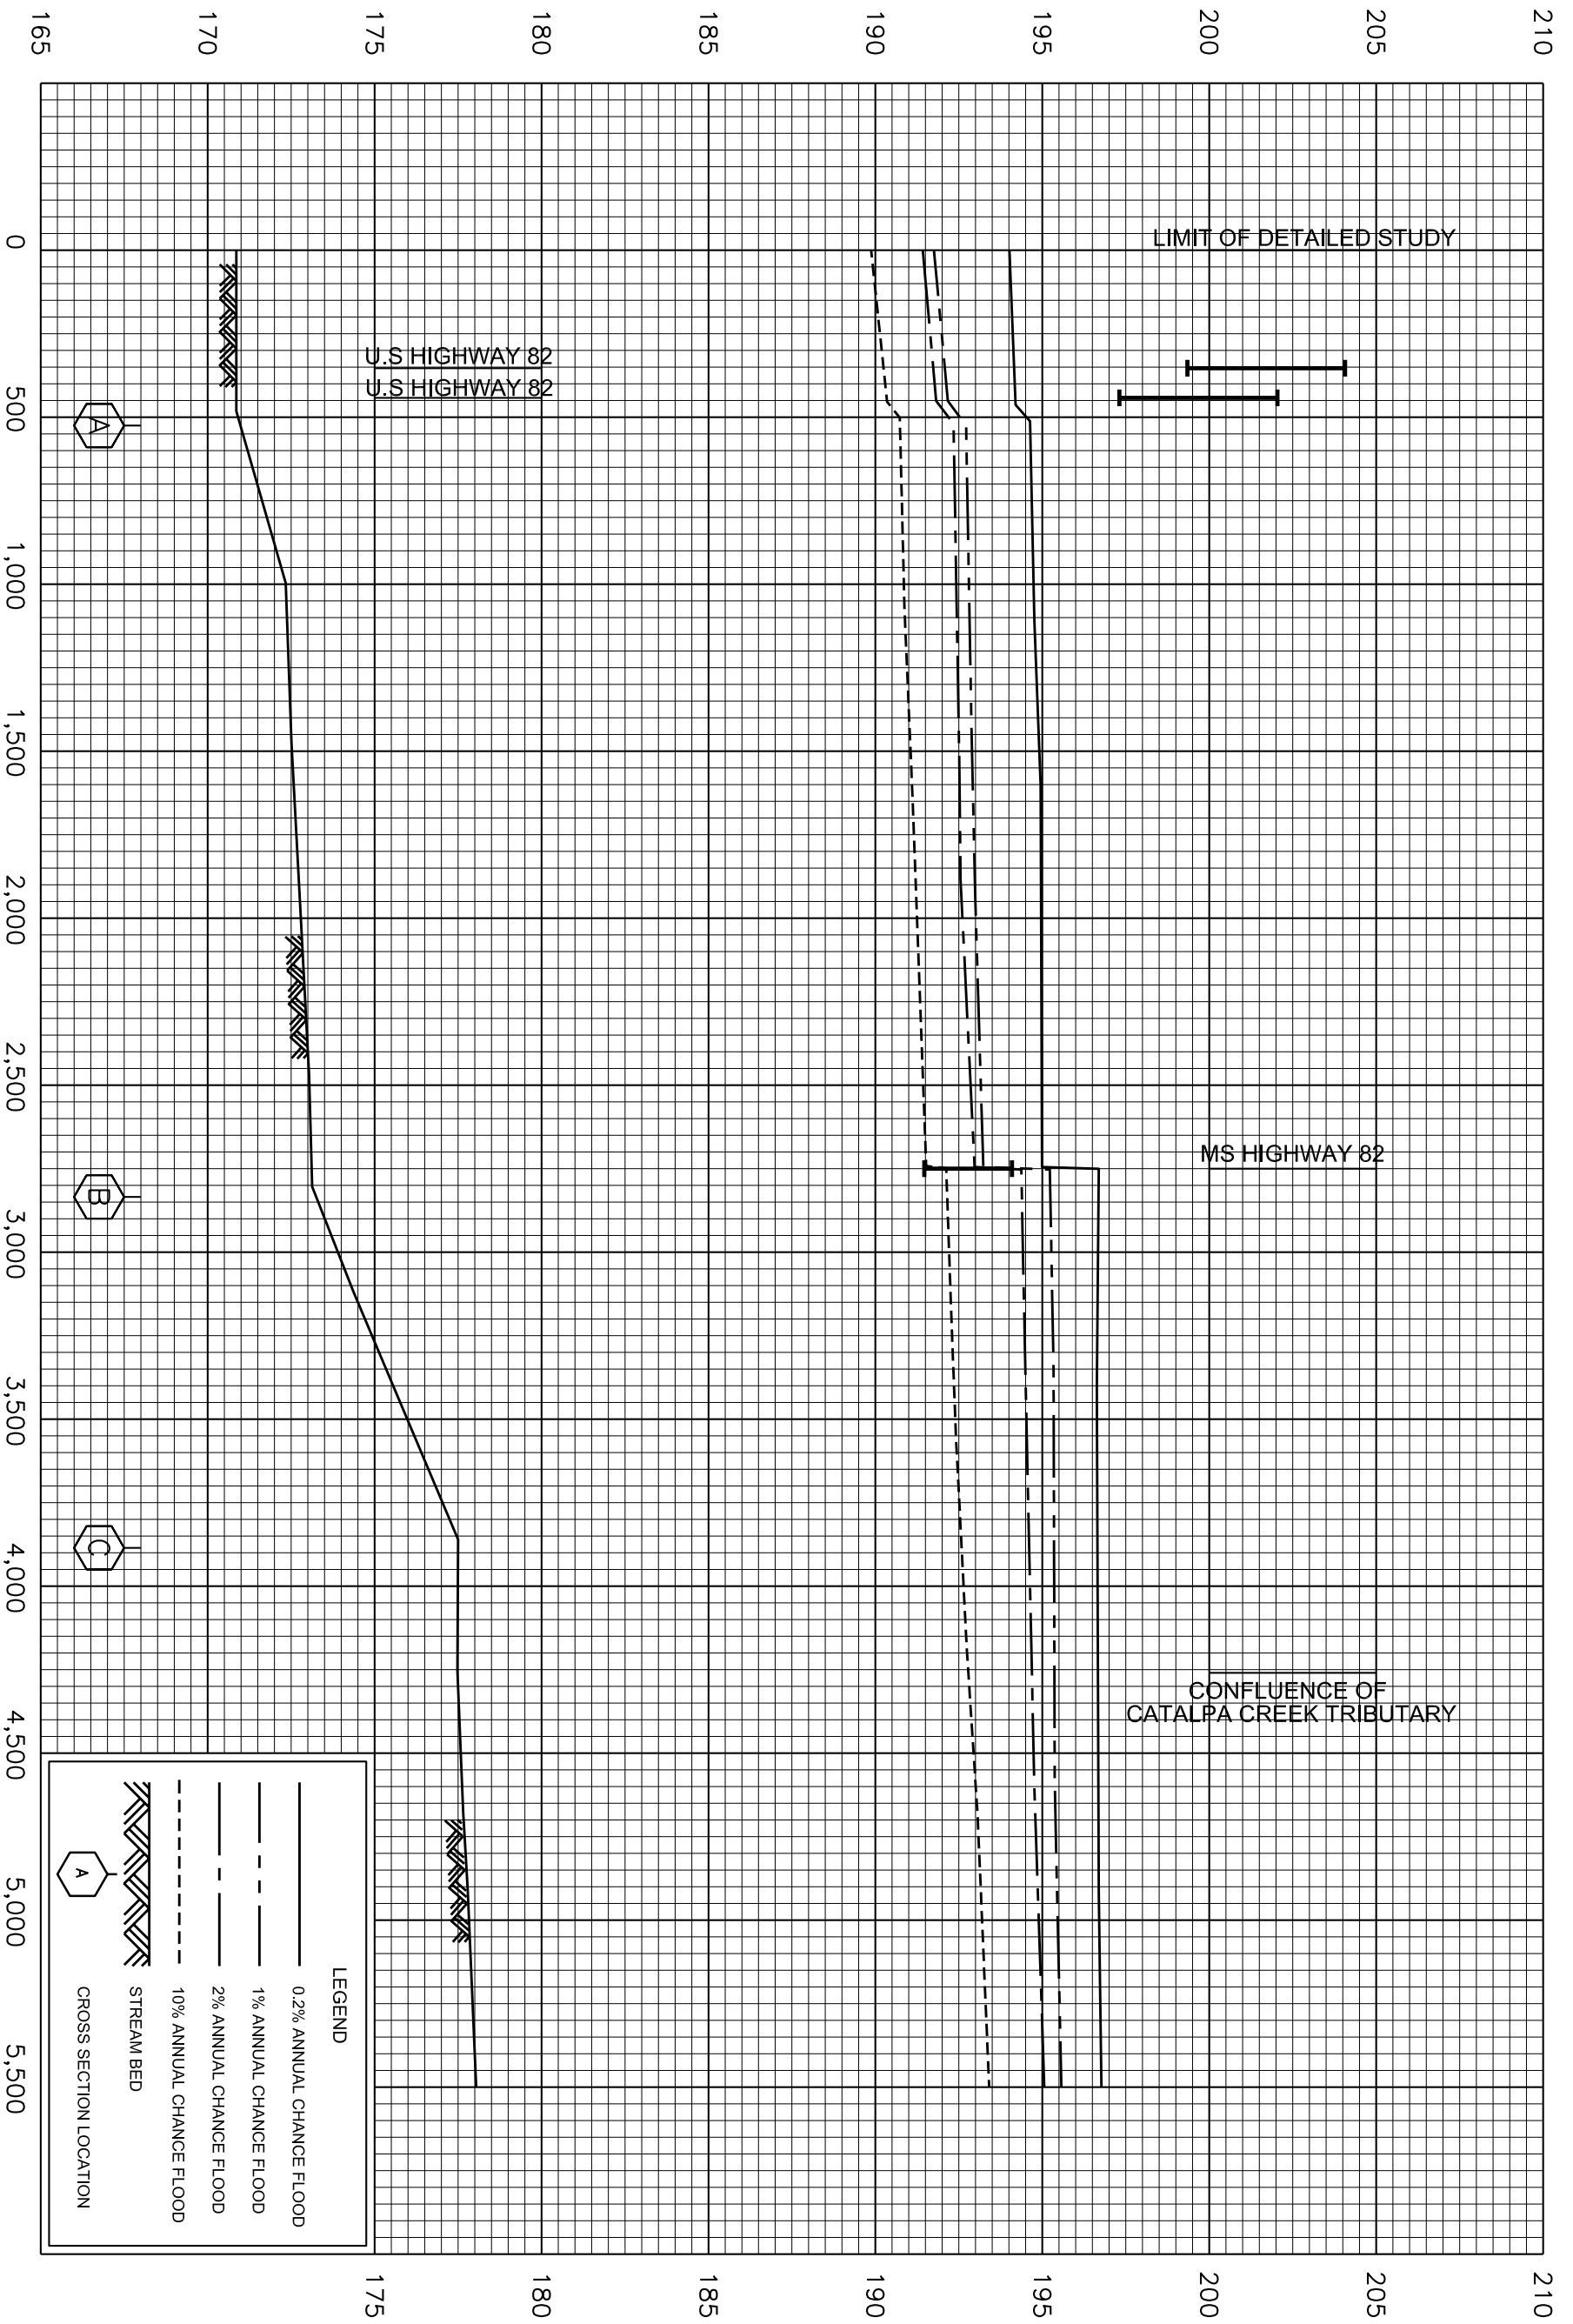 210
205
200
195
190
185
180
175
170
165
210
205
200
195
190
185
180
175
0
500
1,000
1,500
2,000
2,500
3,000
3,500
4,000
4,500
5,000
5,500
LIMIT OF DETAILED STUDY
U.S HIGHWAY 82
U.S HIGHWAY 82
MS HIGHWAY 82
CONFLUENCE OF
CATALPA CREEK TRIBUTARY
A
B
C
LEGEND
0.2% ANNUAL CHANCE FLOOD
1% ANNUAL CHANCE FLOOD
2% ANNUAL CHANCE FLOOD
10% ANNUAL CHANCE FLOOD
STREAM BED
A
CROSS SECTION LOCATION